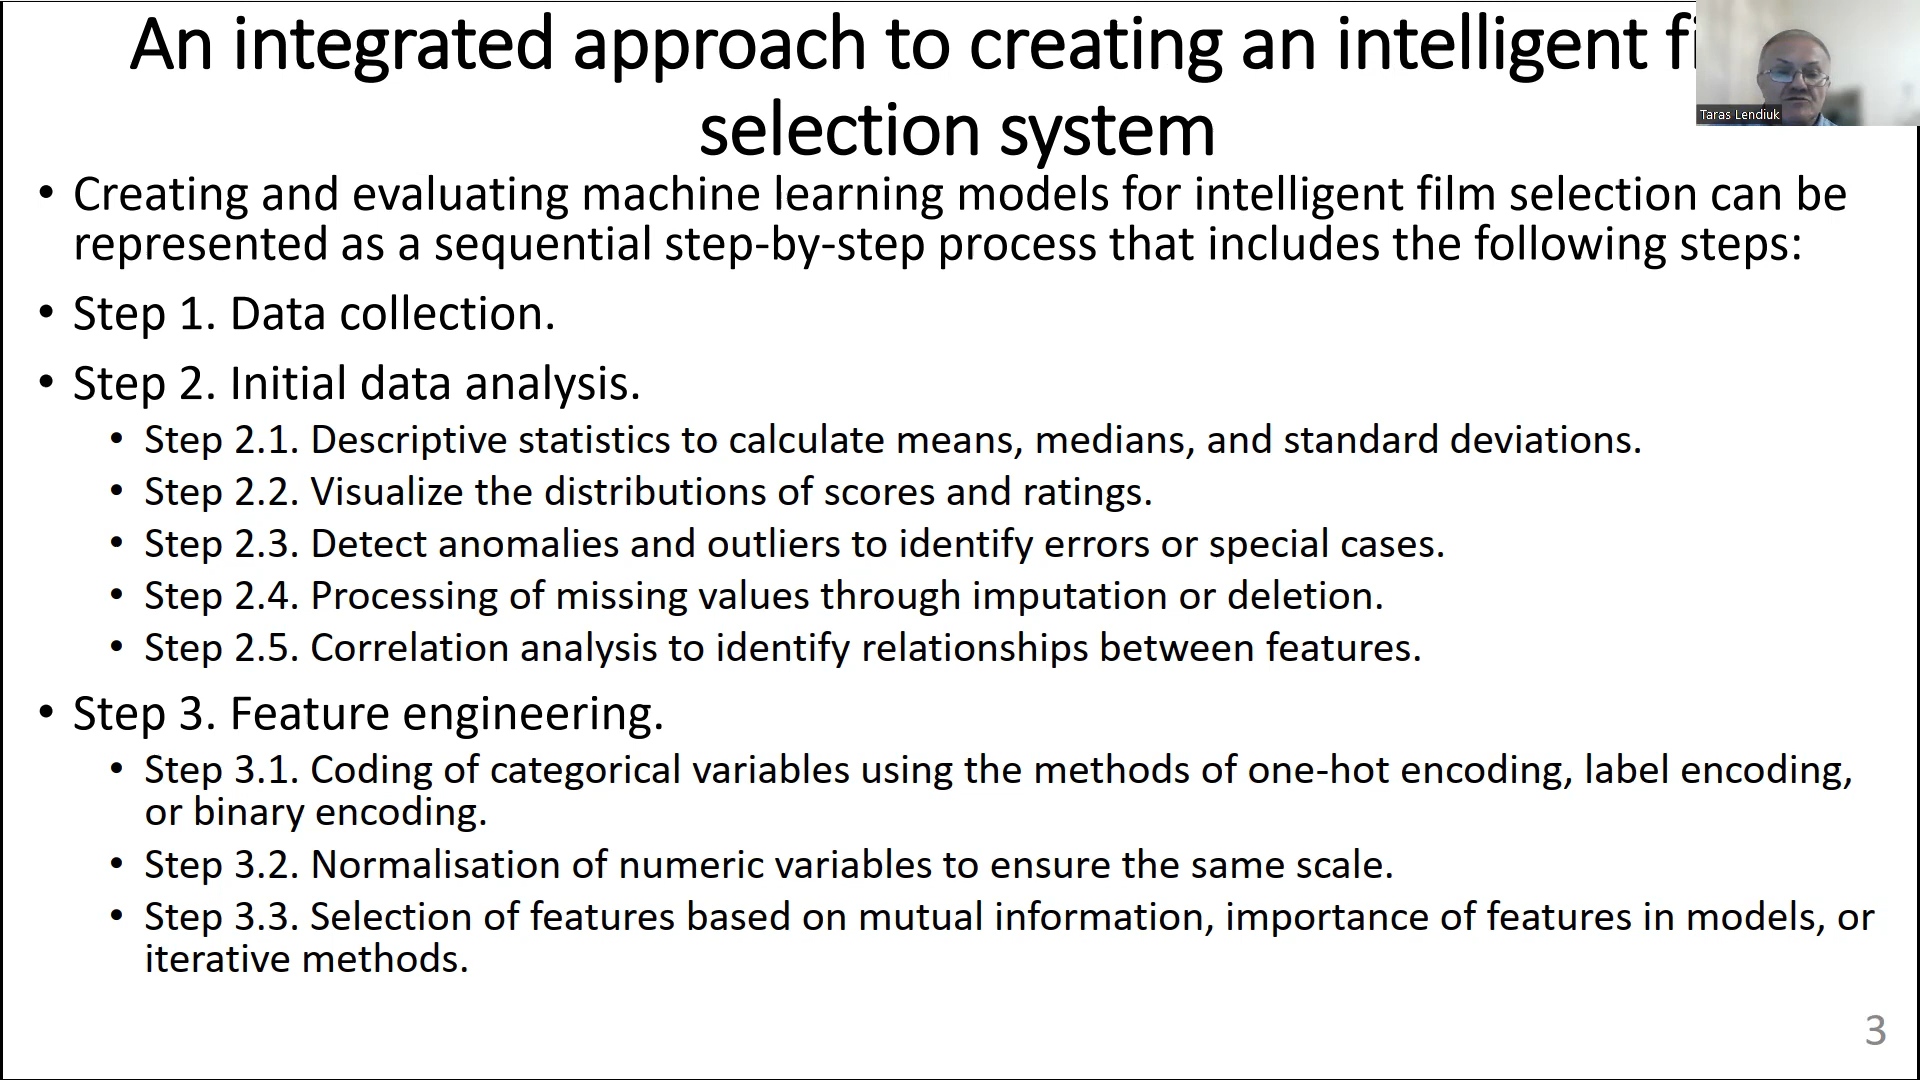 An integrated approach to creating an intelligent
selection system
Taras Lendiuk
• Creating and evaluating machine learning models for intelligent film selection can be
represented as a sequential step-by-step process that includes the following steps:
• Step 1. Data collection.
• Step 2. Initial data analysis.
• Step 2.1. Descriptive statistics to calculate means, medians, and standard deviations.
• Step 2.2. Visualize the distributions of scores and ratings.
• Step 2.3. Detect anomalies and outliers to identify errors or special cases.
• Step 2.4. Processing of missing values through imputation or deletion.
• Step 2.5. Correlation analysis to identify relationships between features.
• Step 3. Feature engineering.
• Step 3.1. Coding of categorical variables using the methods of one-hot encoding, label encoding,
or binary encoding.
• Step 3.2. Normalisation of numeric variables to ensure the same scale.
• Step 3.3. Selection of features based on mutual information, importance of features in models, or
iterative methods.
3